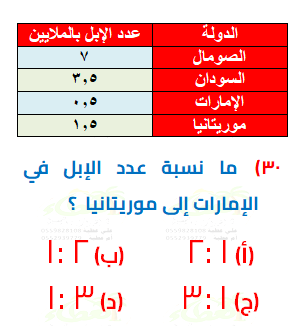 الدولة عدد الإبل بالملايين
الصومال ٧
السودان ٣,٥
الإمارات ٠,٥
موريتانيا ١,٥
٣٠) ما نسبة عدد الإبل في
الإمارات إلى موريتانيا ؟
(أ) ١ : ٢ (ب) ٢ : ١
(ج) ١ : ٣ (د) ٣ : ١